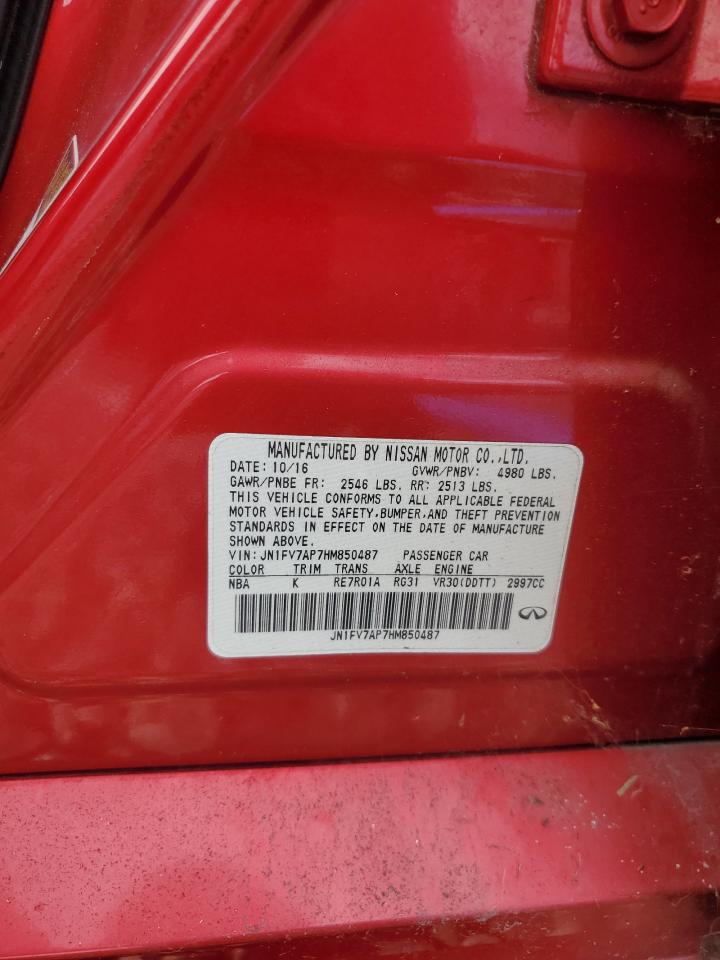 MANUFACTURED BY NISSAN MOTOR CO.,LTD.
DATE: 10/16 GVWR/PNBV: 4980 LBS.
GAWR/PNBE FR: 2546 LBS. RR: 2513 LBS.
THIS VEHICLE CONFORMS TO ALL APPLICABLE FEDERAL
MOTOR VEHICLE SAFETY,BUMPER,AND THEFT PREVENTION
STANDARDS IN EFFECT ON THE DATE OF MANUFACTURE
SHOWN ABOVE.
VIN: JN1FV7AP7HM850487 PASSENGER CAR
COLOR TRIM TRANS AXLE ENGINE
NBA K RE7R01A RG31 VR30(DDTT) 2997CC
JN1FV7AP7HM850487